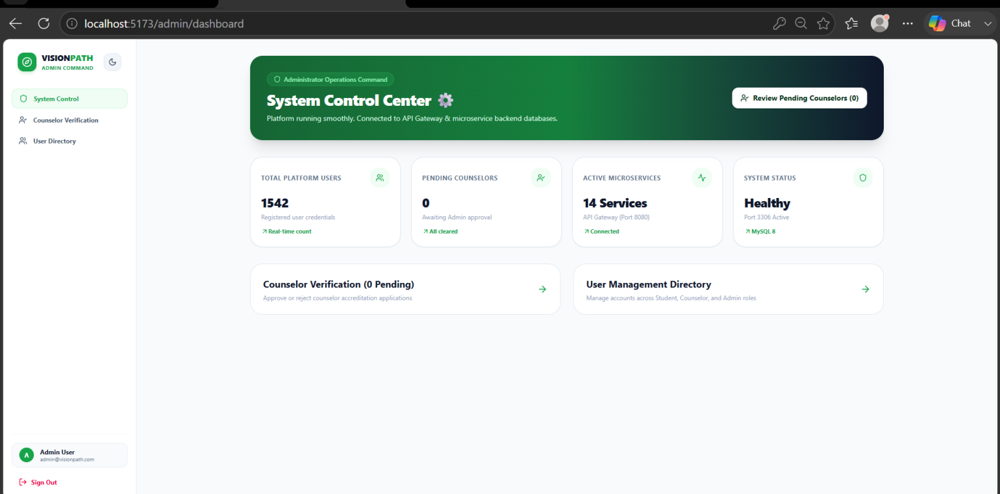 localhost:5173/admin/dashboard
Chat
VISIONPATH
ADMIN COMMAND
System Control
Counselor Verification
User Directory
Administrator Operations Command
System Control Center
Platform running smoothly. Connected to API Gateway & microservice backend databases.
Review Pending Counselors (0)
TOTAL PLATFORM USERS
1542
Registered user credentials
Real-time count
PENDING COUNSELORS
0
Awaiting Admin approval
All cleared
ACTIVE MICROSERVICES
14 Services
API Gateway (Port 8080)
Connected
SYSTEM STATUS
Healthy
Port 3306 Active
MySQL 8
Counselor Verification (0 Pending)
Approve or reject counselor accreditation applications
User Management Directory
Manage accounts across Student, Counselor, and Admin roles
A
Admin User
admin@visionpath.com
Sign Out